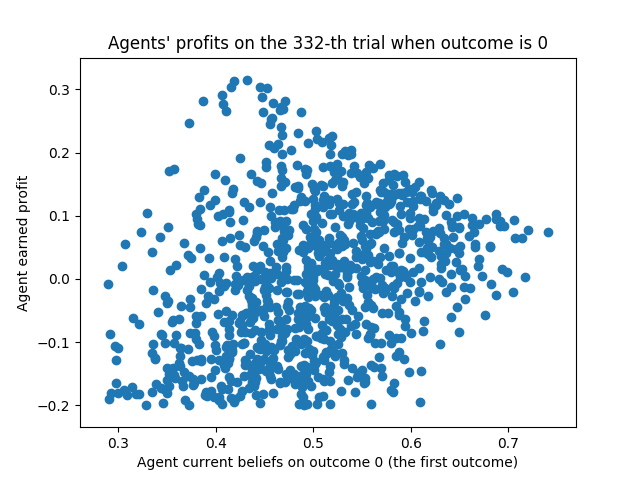 Agents' profits on the 332-th trial when outcome is 0
0.3
0.2
0.1
0.0
−0.1
−0.2
Agent earned profit
0.3 0.4 0.5 0.6 0.7
Agent current beliefs on outcome 0 (the first outcome)